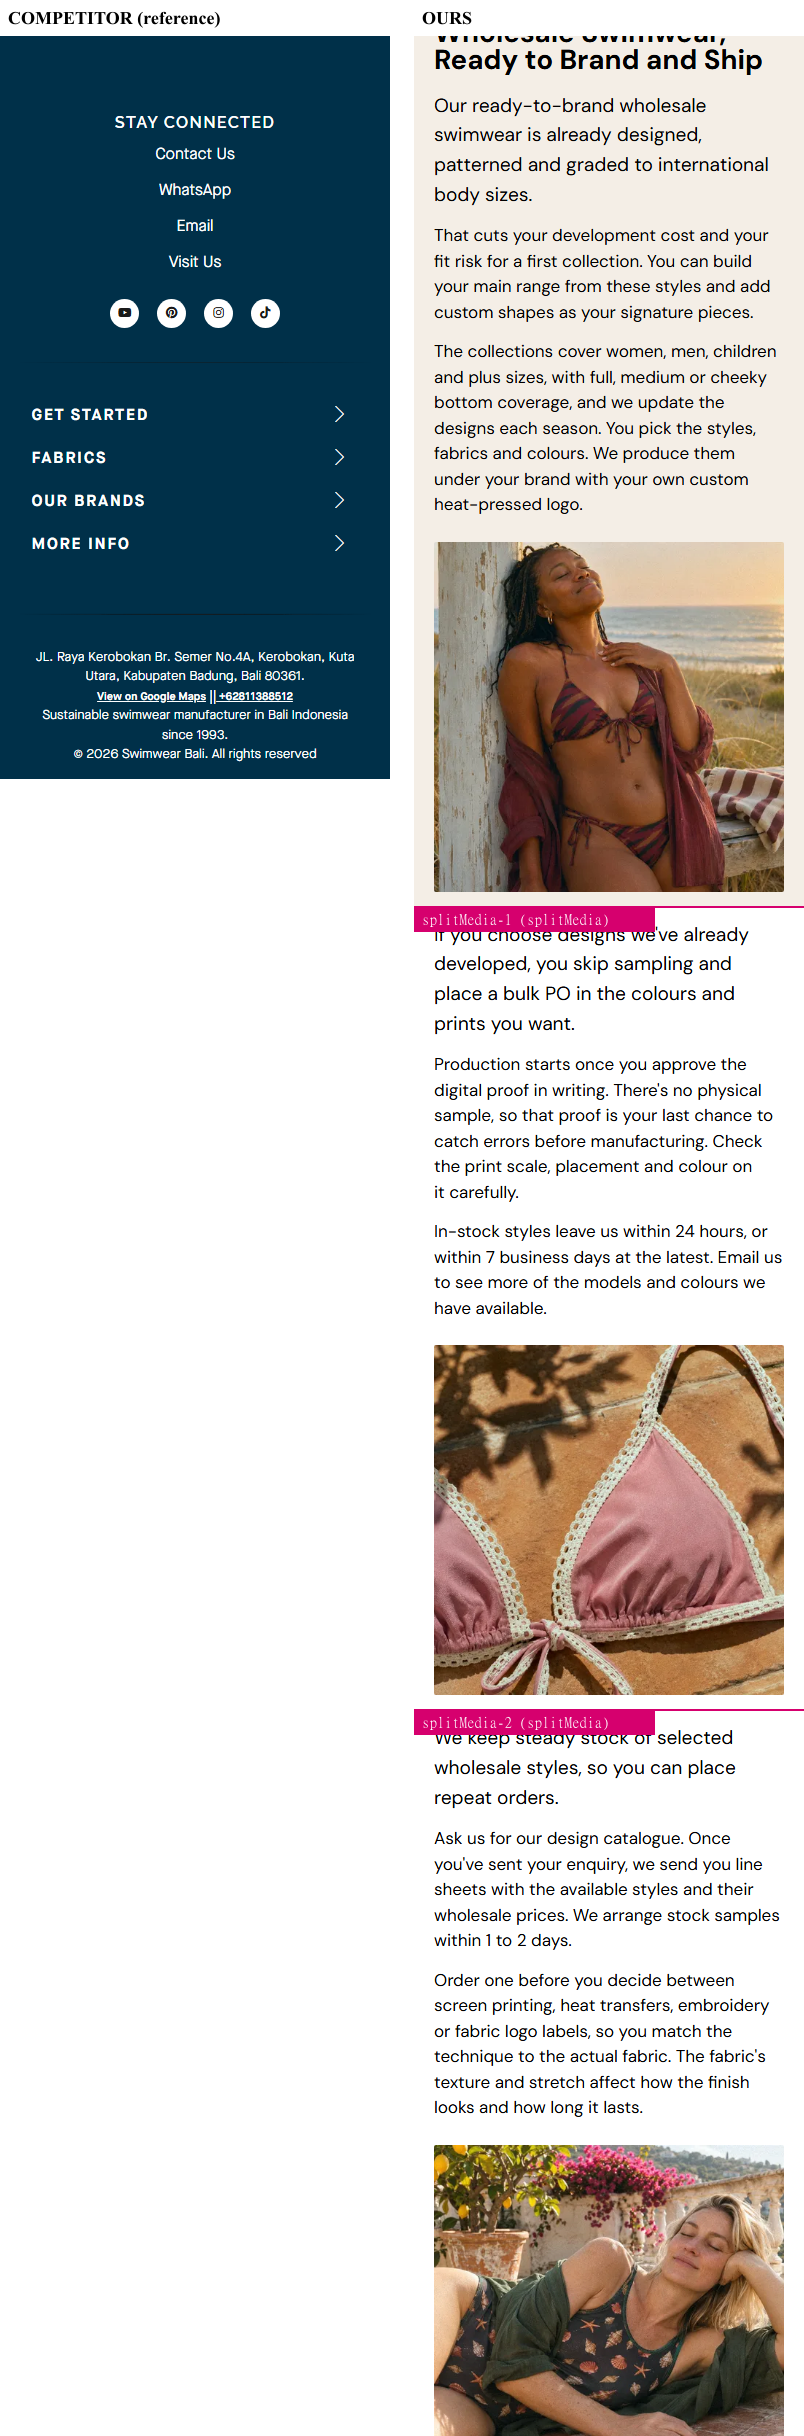 COMPETITOR (reference)
STAY CONNECTED
Contact Us
WhatsApp
Email
Visit Us
GET STARTED
FABRICS
OUR BRANDS
MORE INFO
JL. Raya Kerobokan Br. Semer No.4A, Kerobokan, Kuta
Utara, Kabupaten Badung, Bali 80361.
View on Google Maps || +62811388512
Sustainable swimwear manufacturer in Bali Indonesia
since 1993.
© 2026 Swimwear Bali. All rights reserved
OURS
Wholesale Swimwear,
Ready to Brand and Ship
Our ready-to-brand wholesale
swimwear is already designed,
patterned and graded to international
body sizes.
That cuts your development cost and your
fit risk for a first collection. You can build
your main range from these styles and add
custom shapes as your signature pieces.
The collections cover women, men, children
and plus sizes, with full, medium or cheeky
bottom coverage, and we update the
designs each season. You pick the styles,
fabrics and colours. We produce them
under your brand with your own custom
heat-pressed logo.
splitMedia-1 (splitMedia)
If you choose designs we've already
developed, you skip sampling and
place a bulk PO in the colours and
prints you want.
Production starts once you approve the
digital proof in writing. There's no physical
sample, so that proof is your last chance to
catch errors before manufacturing. Check
the print scale, placement and colour on
it carefully.
In-stock styles leave us within 24 hours, or
within 7 business days at the latest. Email us
to see more of the models and colours we
have available.
splitMedia-2 (splitMedia)
We keep steady stock of selected
wholesale styles, so you can place
repeat orders.
Ask us for our design catalogue. Once
you've sent your enquiry, we send you line
sheets with the available styles and their
wholesale prices. We arrange stock samples
within 1 to 2 days.
Order one before you decide between
screen printing, heat transfers, embroidery
or fabric logo labels, so you match the
technique to the actual fabric. The fabric's
texture and stretch affect how the finish
looks and how long it lasts.